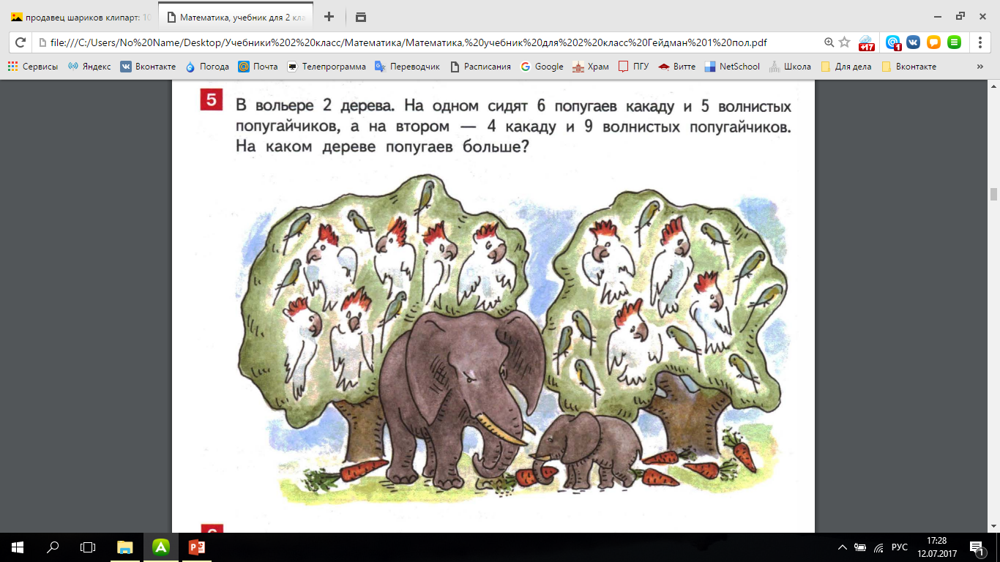 продавец шариков клипарт: 10
Математика, учебник для 2 кла
file:///C:/Users/No%20Name/Desktop/Учебники%202%20класс/Математика/Математика,%20учебник%20для%202%20класс%20Гейдман%201%20пол.pdf
+17
1
Сервисы Яндекс Вконтакте Погода Почта Телепрограмма Переводчик Расписания Google Храм ПГУ Витте NetSchool Школа Для дела Вконтакте »
5
В вольере 2 дерева. На одном сидят 6 попугаев какаду и 5 волнистых
попугайчиков, а на втором — 4 какаду и 9 волнистых попугайчиков.
На каком дереве попугаев больше?
РУС
17:28
12.07.2017
1